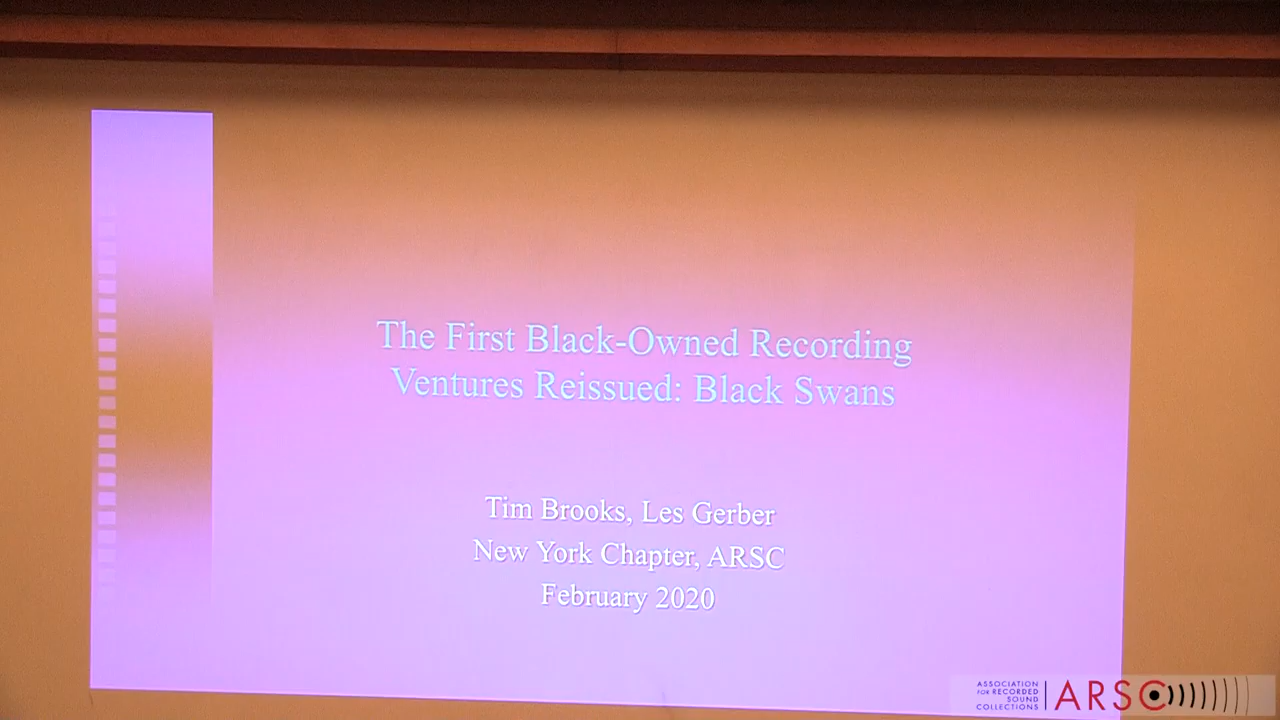 The First Black-Owned Recording
Ventures Reissued: Black Swans
Tim Brooks, Les Gerber
New York Chapter, ARSC
February 2020
ASSOCIATION
FOR RECORDED
SOUND
COLLECTIONS
ARSC